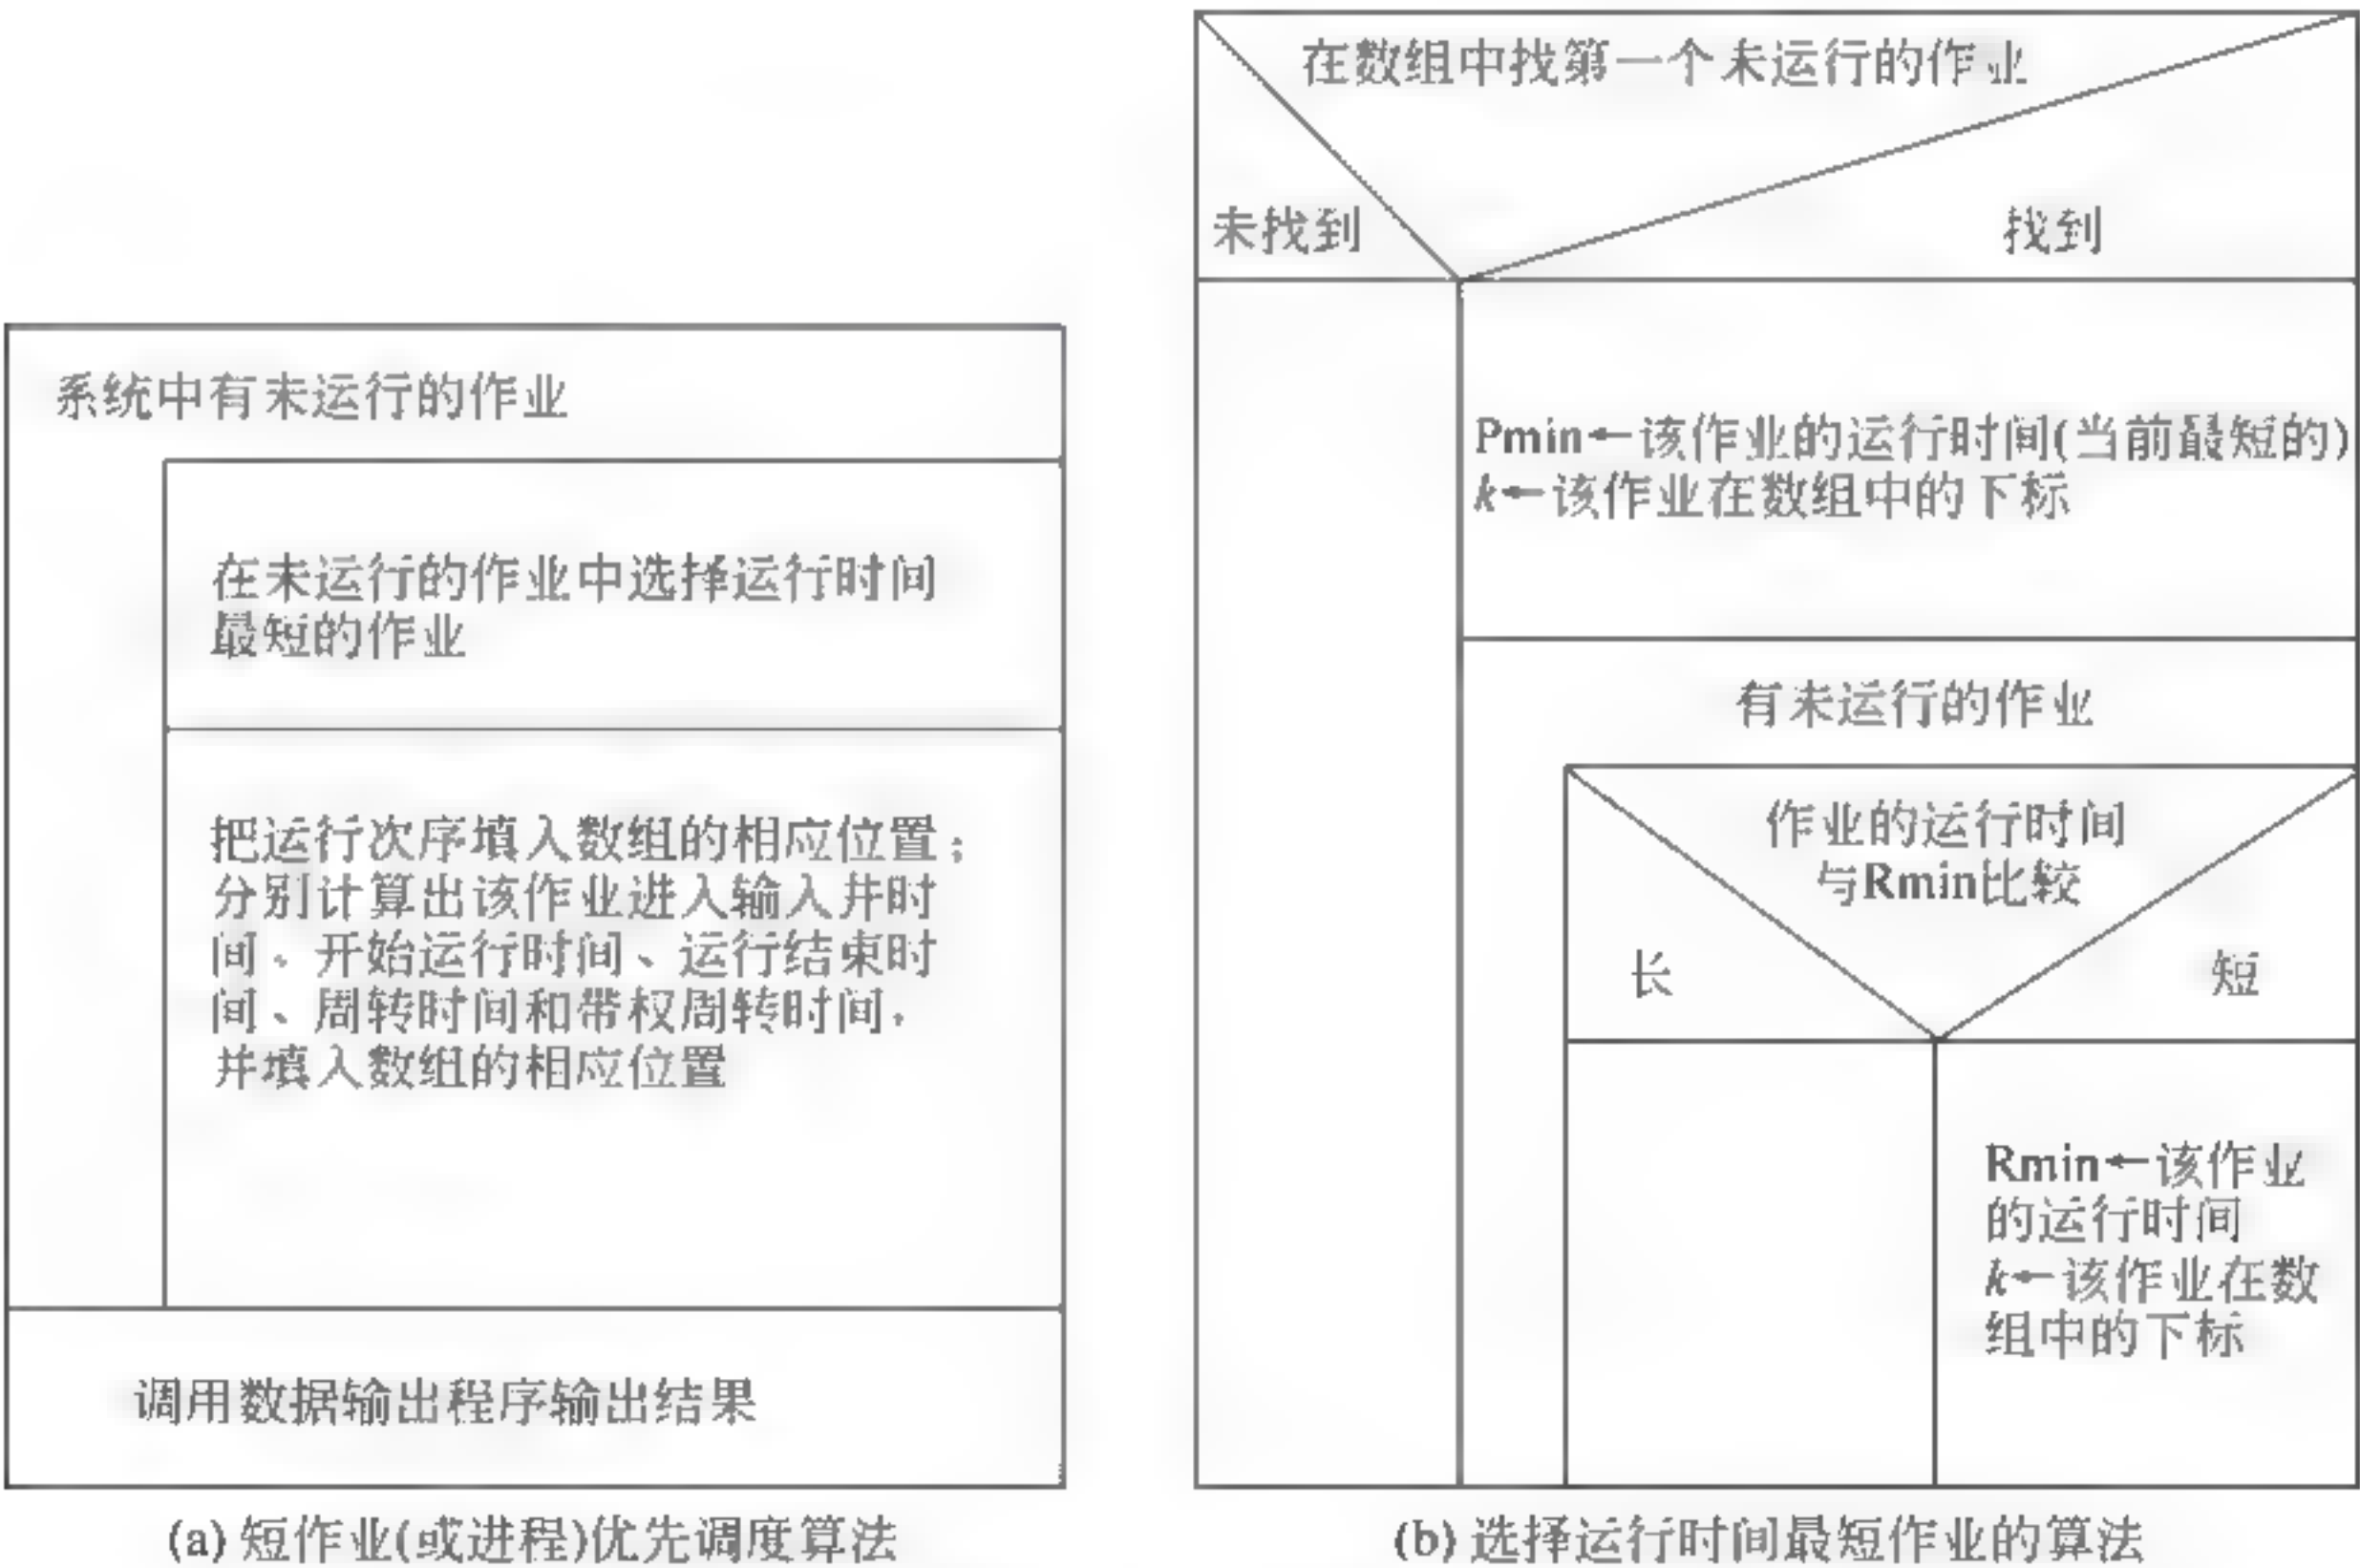 系统中有未运行的作业
在未运行的作业中选择运行时间
最短的作业
把运行次序填入数组的相应位置;
分别计算出该作业进入输入井时
间、开始运行时间、运行结束时
间、周转时间和带权周转时间,
并填入数组的相应位置
调用数据输出程序输出结果
(a) 短作业(或进程)优先调度算法
在数组中找第一个未运行的作业
未找到
找到
Pmin←该作业的运行时间(当前最短的)
k←该作业在数组中的下标
有未运行的作业
作业的运行时间
与Rmin比较
长
短
Rmin←该作业
的运行时间
k←该作业在数
组中的下标
(b) 选择运行时间最短作业的算法